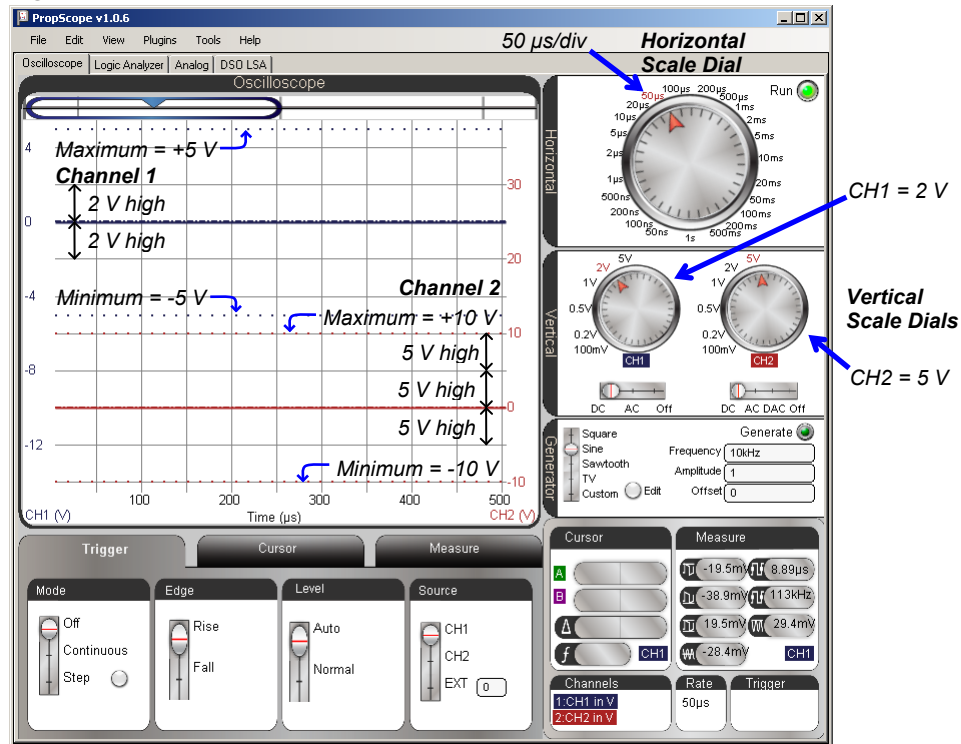 PropScope v1.0.6
File Edit View Plugins Tools Help
50 µs/div
Horizontal
Scale Dial
Oscilloscope Logic Analyzer Analog DSO LSA
Oscilloscope
4
0
-4
-8
-12
30
20
10
0
-10
Maximum = +5 V
Channel 1
2 V high
2 V high
Minimum = -5 V
Channel 2
Maximum = +10 V
5 V high
5 V high
5 V high
Minimum = -10 V
100 200 300 400 500
CH1 (V) Time (µs) CH2 (V)
Horizontal
Run
50µs 100µs 200µs 500µs
20µs 1ms
10µs 2ms
5µs 5ms
2µs 10ms
1µs 20ms
500ns 50ms
200ns 100ms
100ns 200ms
50ns 1s 500ms
CH1 = 2 V
Vertical
5V
2V
1V
0.5V
0.2V
100mV
CH1
DC AC Off
5V
2V
1V
0.5V
0.2V
100mV
CH2
DC AC DAC Off
Vertical
Scale Dials
CH2 = 5 V
Generator
Square
Sine
Sawtooth
TV
Custom
Edit
Generate
Frequency 10kHz
Amplitude 1
Offset 0
Trigger Cursor Measure
Mode
Off
Continuous
Step
Edge
Rise
Fall
Level
Auto
Normal
Source
CH1
CH2
EXT 0
Cursor
A
B
Δ
f CH1
Measure
-19.5mV 8.89µs
-38.9mV 113kHz
19.5mV 29.4mV
-28.4mV CH1
Channels
1:CH1 in V
2:CH2 in V
Rate
50µs
Trigger